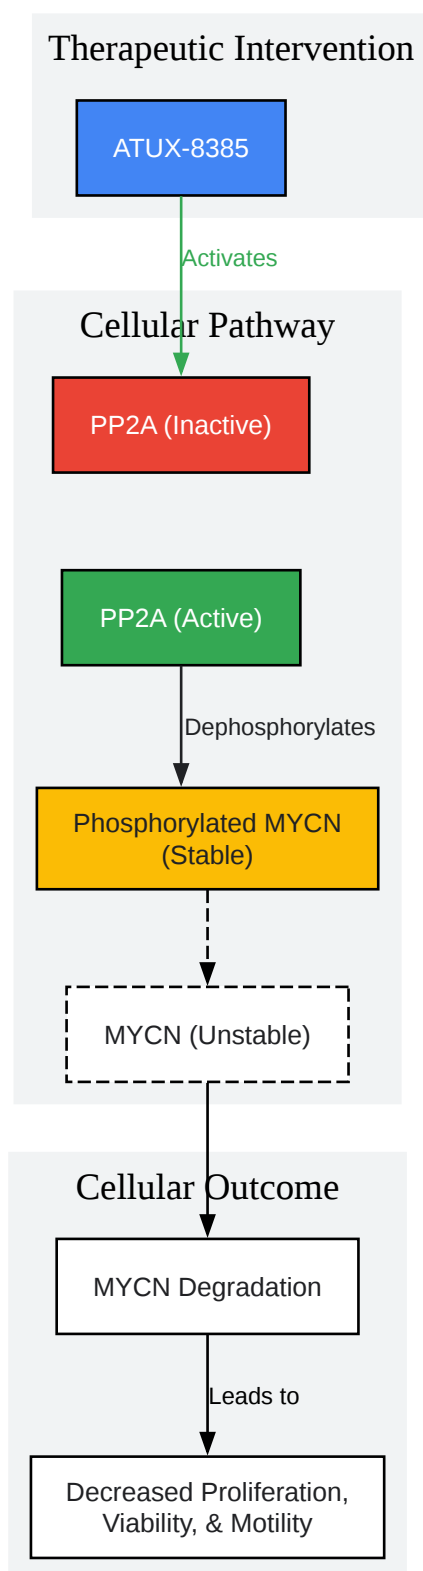 Therapeutic Intervention
ATUX-8385
Activates
Cellular Pathway
PP2A (Inactive)
PP2A (Active)
Dephosphorylates
Phosphorylated MYCN
(Stable)
MYCN (Unstable)
Cellular Outcome
MYCN Degradation
Leads to
Decreased Proliferation,
Viability, & Motility